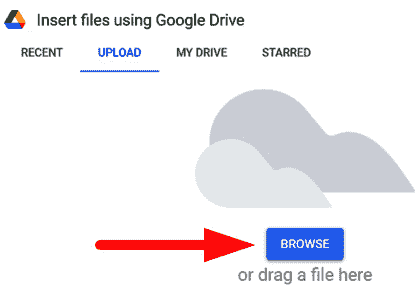 Insert files using Google Drive
RECENT UPLOAD MY DRIVE STARRED
BROWSE
or drag a file here